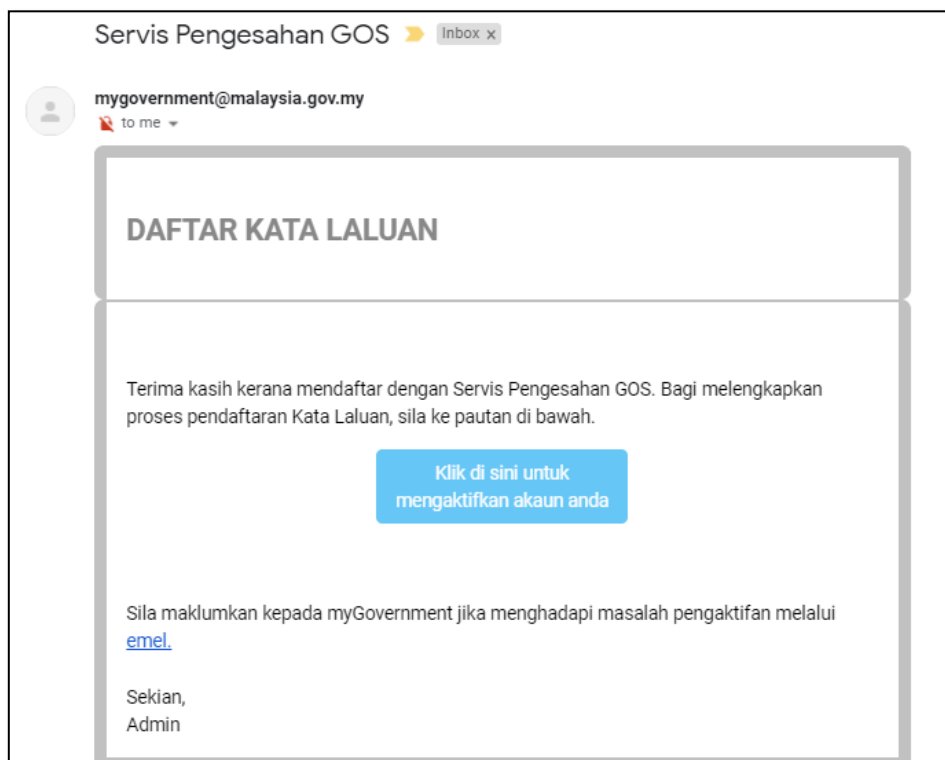 Servis Pengesahan GOS
Inbox x
mygovernment@malaysia.gov.my
to me
DAFTAR KATA LALUAN
Terima kasih kerana mendaftar dengan Servis Pengesahan GOS. Bagi melengkapkan
proses pendaftaran Kata Laluan, sila ke pautan di bawah.
Klik di sini untuk
mengaktifkan akaun anda
Sila maklumkan kepada myGovernment jika menghadapi masalah pengaktifan melalui
emel.
Sekian,
Admin